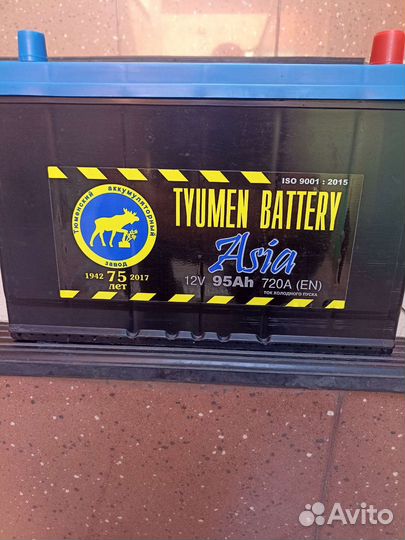 ISO 9001 : 2015
Тюменский аккумуляторный завод
1942 75 2017
лет
TYUMEN BATTERY
Asia
12V 95Ah 720A (EN)
ТОК ХОЛОДНОГО ПУСКА
Avito